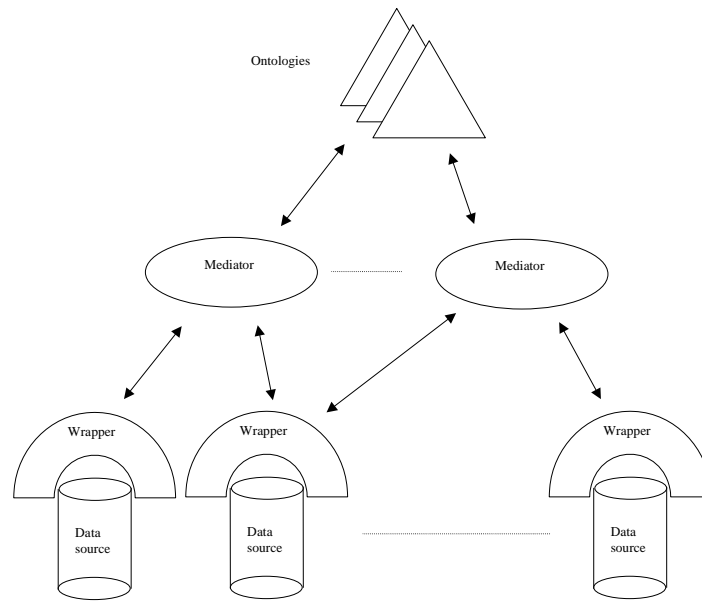 Ontologies
Mediator
Mediator
Wrapper
Wrapper
Wrapper
Data
source
Data
source
Data
source